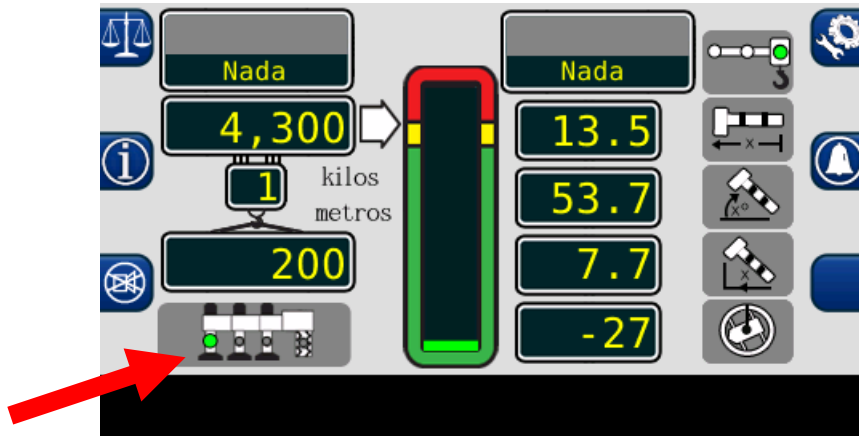 Nada
4,300
1
kilos
metros
200
Nada
13.5
x
53.7
x°
7.7
x
-27